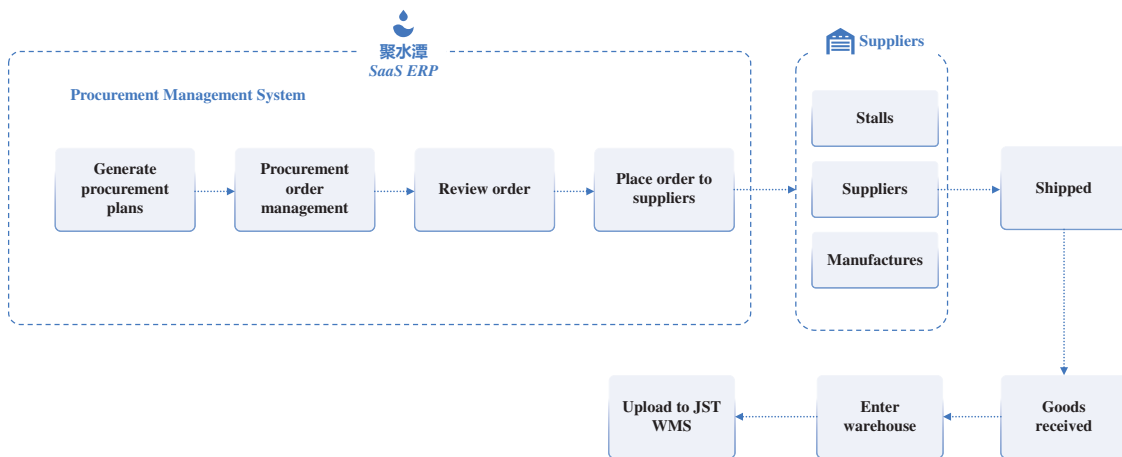 聚水潭
SaaS ERP
Suppliers
Procurement Management System
Generate
procurement
plans
Procurement
order
management
Review order
Place order to
suppliers
Stalls
Suppliers
Manufactures
Shipped
Upload to JST
WMS
Enter
warehouse
Goods
received